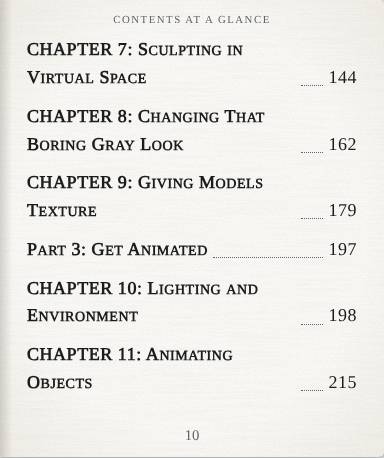 CONTENTS AT A GLANCE
CHAPTER 7: SCULPTING IN
VIRTUAL SPACE ..... 144
CHAPTER 8: CHANGING THAT
BORING GRAY LOOK ..... 162
CHAPTER 9: GIVING MODELS
TEXTURE ..... 179
PART 3: GET ANIMATED ..... 197
CHAPTER 10: LIGHTING AND
ENVIRONMENT ..... 198
CHAPTER 11: ANIMATING
OBJECTS ..... 215
10